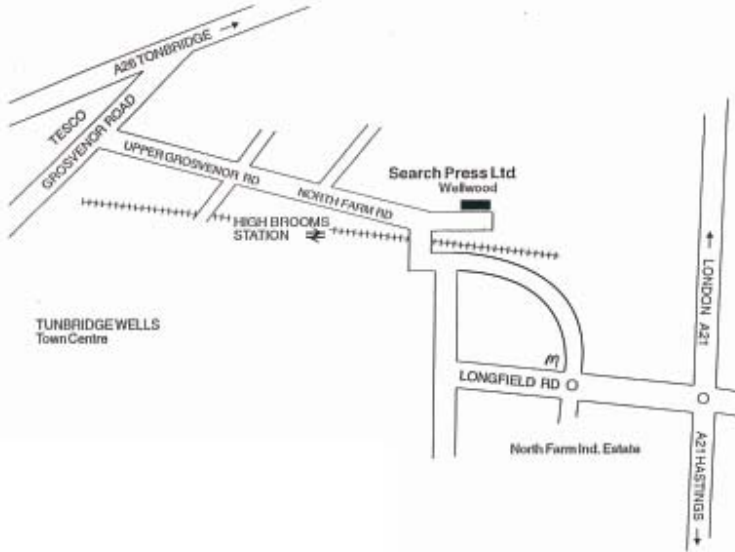 A26 TONBRIDGE →
TESCO
GROSVENOR ROAD
UPPER GROSVENOR RD
NORTH FARM RD
Search Press Ltd
Wellwood
HIGH BROOMS
STATION
TUNBRIDGE WELLS
Town Centre
← LONDON A21
m
LONGFIELD RD
North Farm Ind. Estate
A21 HASTINGS →